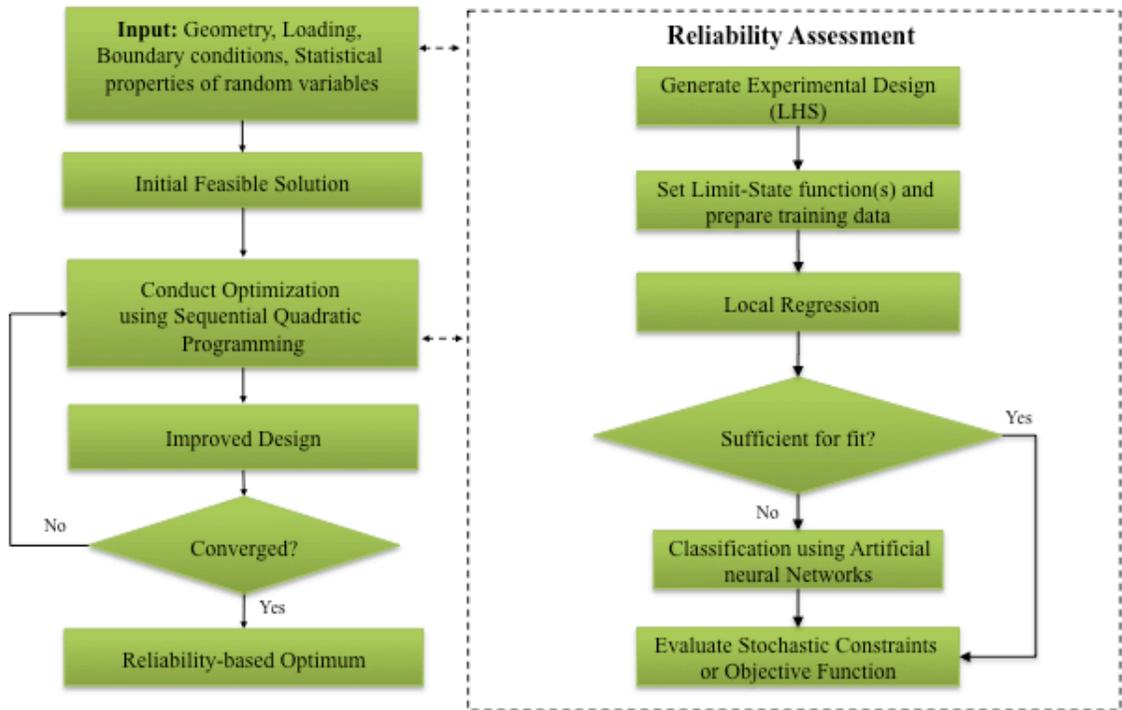 Input: Geometry, Loading,
Boundary conditions, Statistical
properties of random variables
Initial Feasible Solution
Conduct Optimization
using Sequential Quadratic
Programming
Improved Design
No
Converged?
Yes
Reliability-based Optimum
Reliability Assessment
Generate Experimental Design
(LHS)
Set Limit-State function(s) and
prepare training data
Local Regression
Sufficient for fit?
Yes
No
Classification using Artificial
neural Networks
Evaluate Stochastic Constraints
or Objective Function